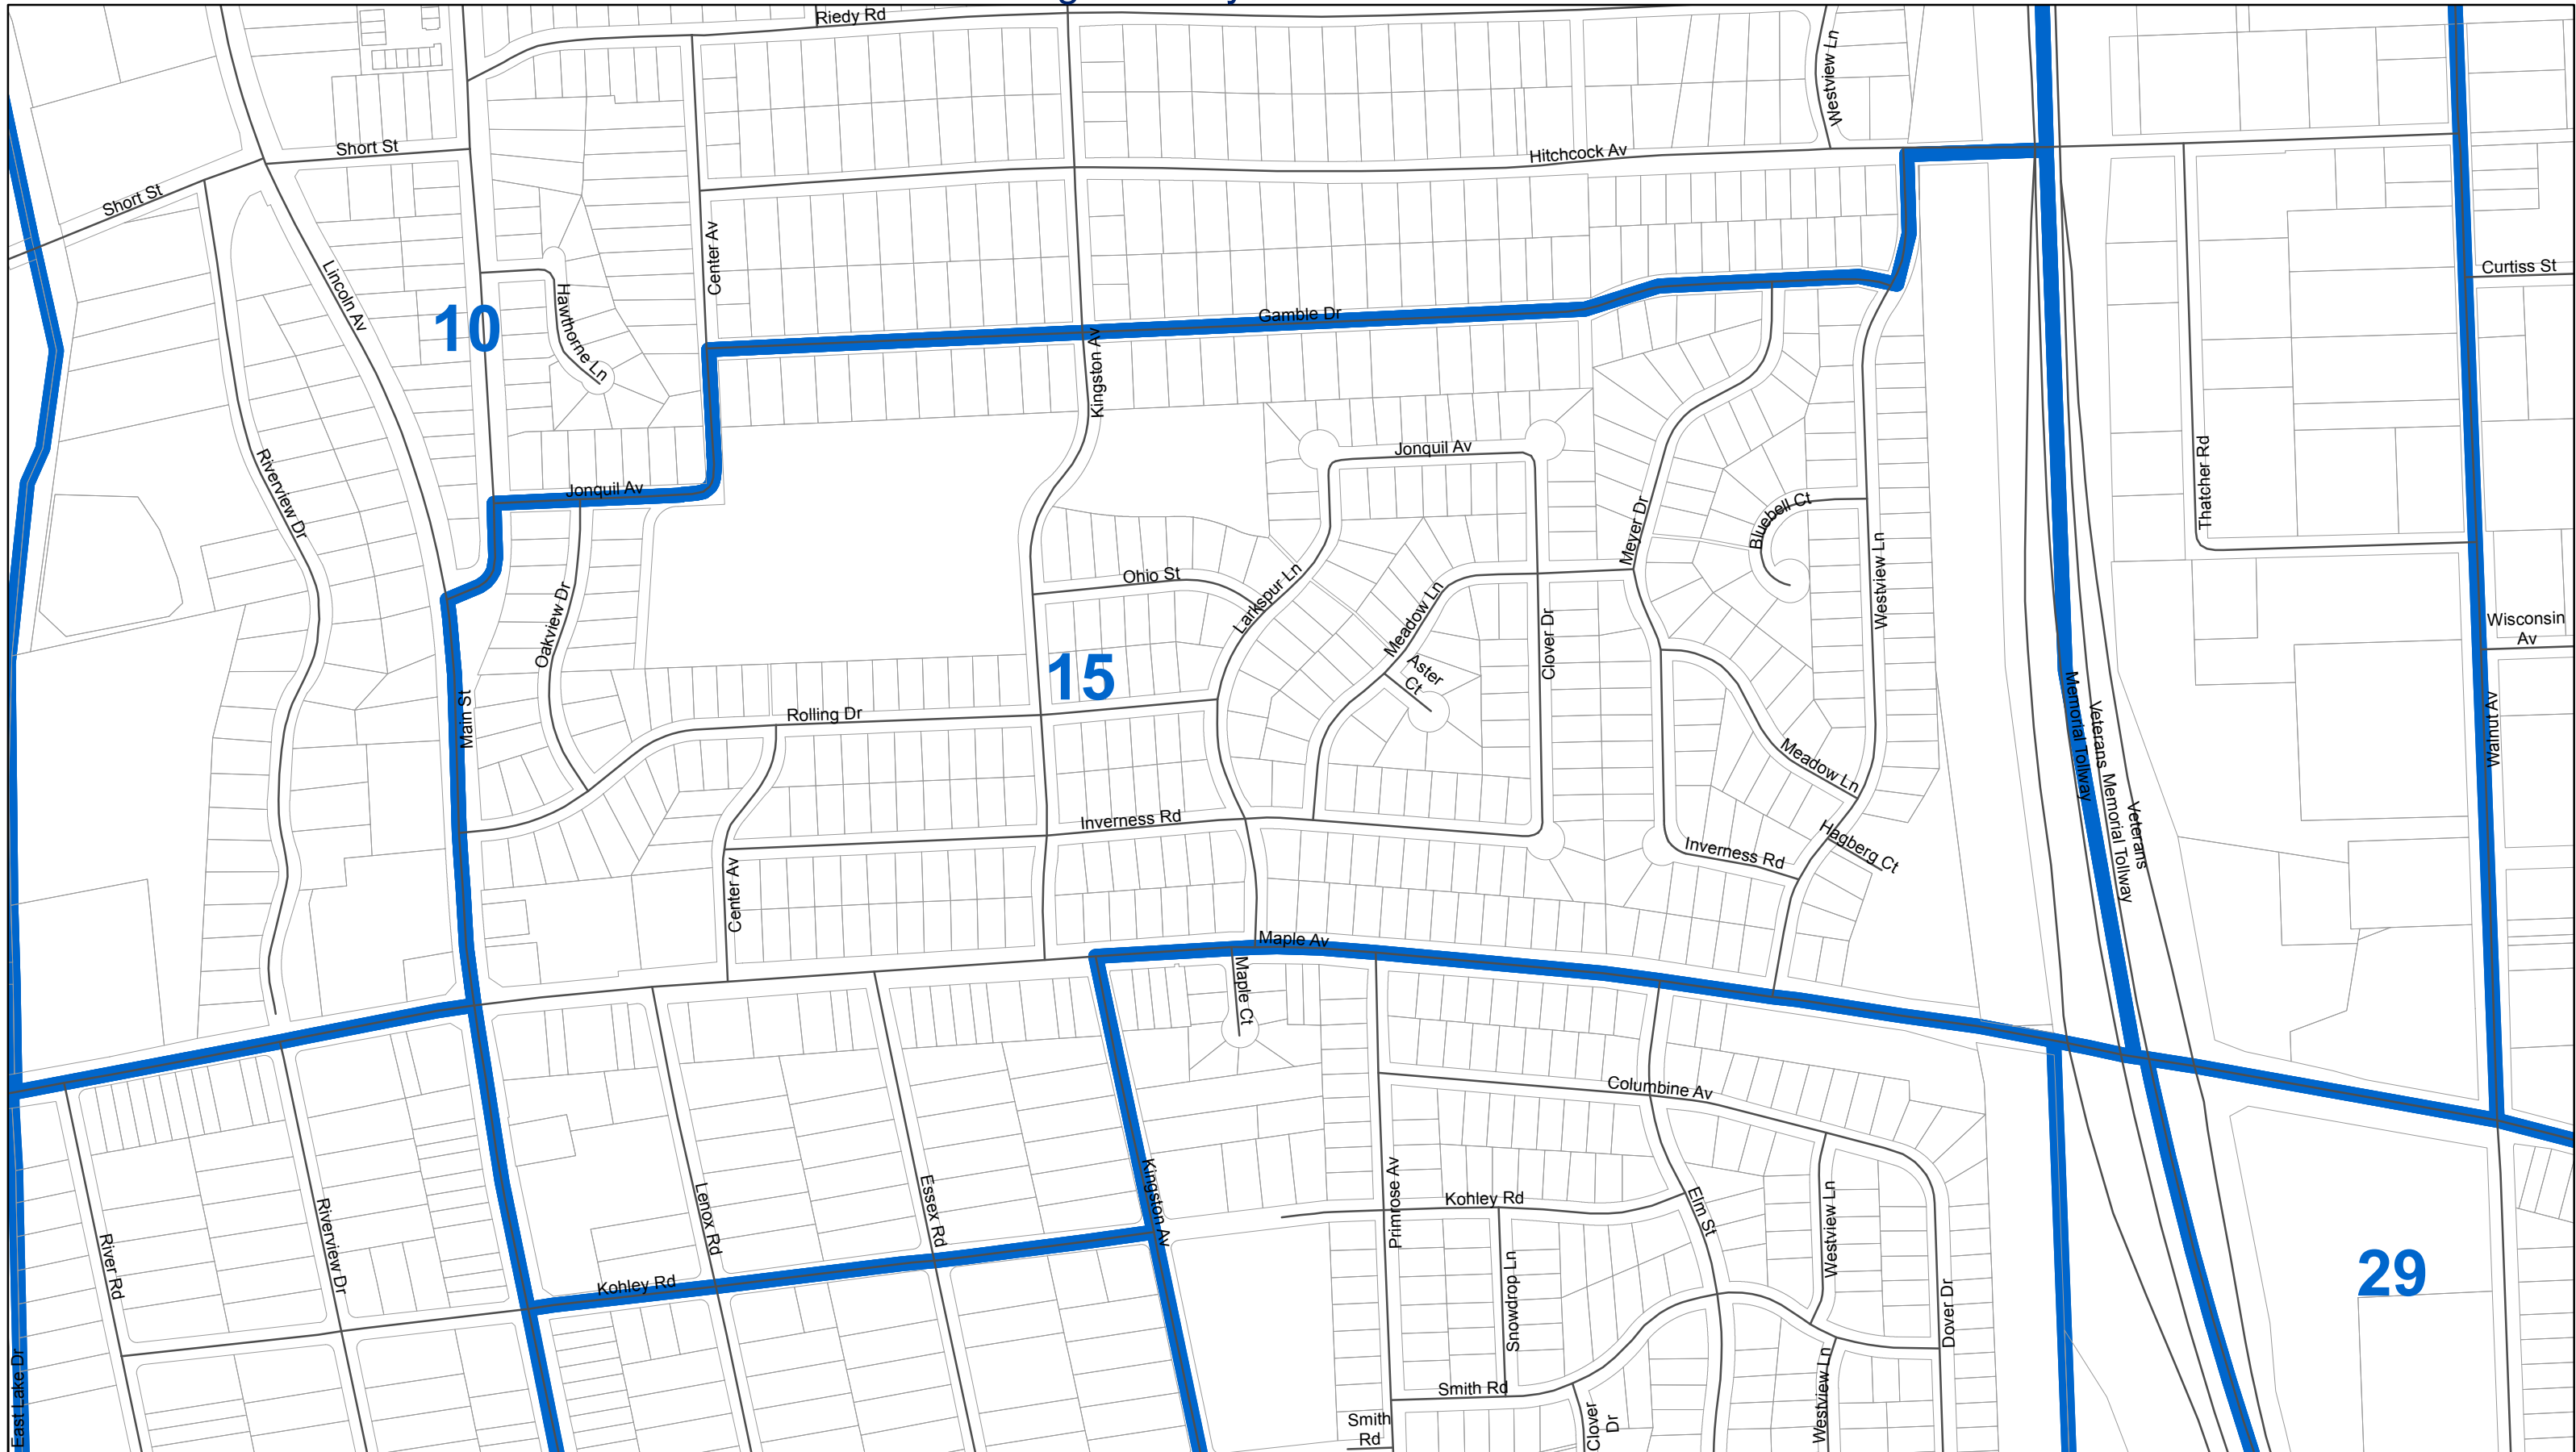 Riedy Rd
Westview Ln
Short St
Hitchcock Av
Short St
Center Av
Lincoln Av
Curtiss St
10
Hawthorne Ln
Gamble Dr
Kingston Av
Jonquil Av
Riverview Dr
Jonquil Av
Thatcher Rd
Meyer Dr
Bluebell Ct
Westview Ln
Ohio St
Larkspur Ln
Oakview Dr
Meadow Ln
Clover Dr
Wisconsin
Av
15
Aster
Ct
Main St
Rolling Dr
Memorial Tollway
Veterans Memorial Tollway
Veterans
Walnut Av
Meadow Ln
Inverness Rd
Hagberg Ct
Inverness Rd
Center Av
Maple Av
Maple Ct
Columbine Av
Kingston Av
Lenox Rd
Essex Rd
Primrose Av
Kohley Rd
Elm St
Westview Ln
River Rd
Riverview Dr
Kohley Rd
Snowdrop Ln
Dover Dr
29
East Lake Dr
Smith Rd
Westview Ln
Smith
Rd
Clover
Dr